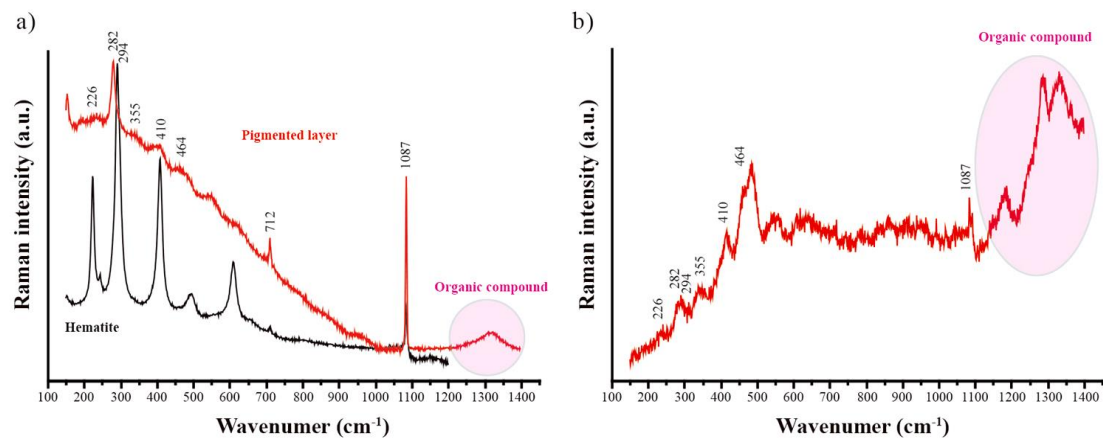 a)
282
294
226
355
410
464
Pigmented layer
1087
712
Organic compound
Hematite
Raman intensity (a.u.)
100 200 300 400 500 600 700 800 900 1000 1100 1200 1300 1400
Wavenumer (cm-1)
b)
Organic compound
464
1087
410
282
294
355
226
Raman intensity (a.u.)
100 200 300 400 500 600 700 800 900 1000 1100 1200 1300 1400
Wavenumer (cm-1)